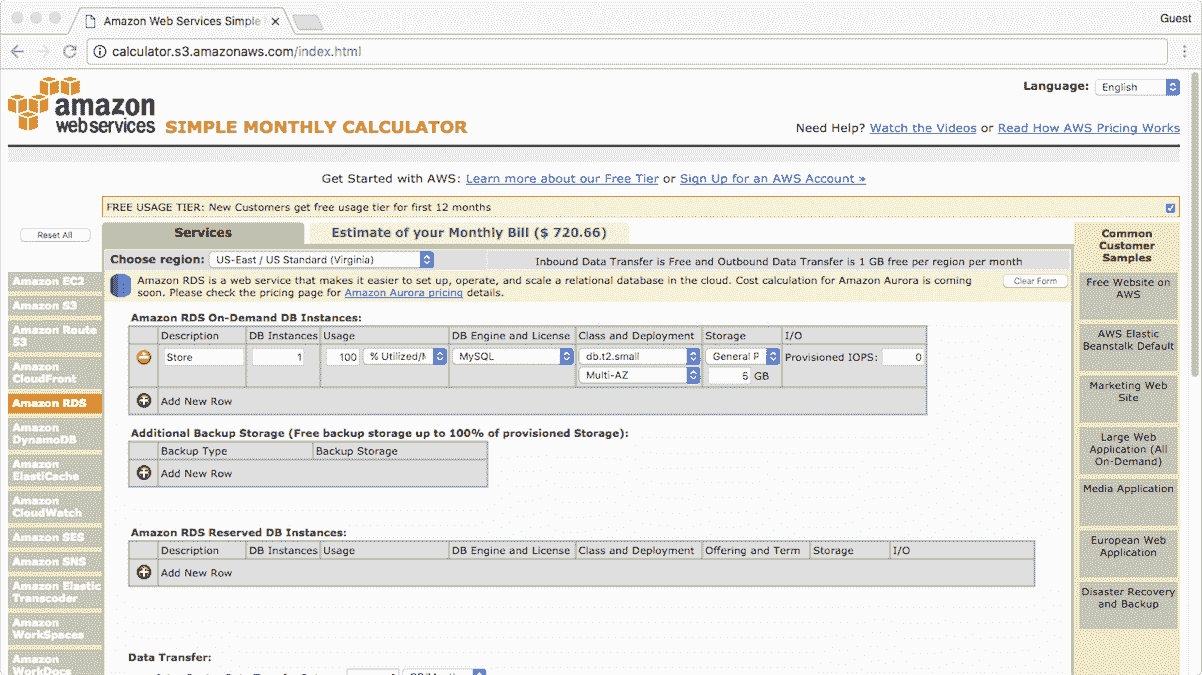 Amazon Web Services Simple
Guest
calculator.s3.amazonaws.com/index.html
amazon
webservices
SIMPLE MONTHLY CALCULATOR
Language: English
Need Help? Watch the Videos or Read How AWS Pricing Works
Get Started with AWS: Learn more about our Free Tier or Sign Up for an AWS Account »
FREE USAGE TIER: New Customers get free usage tier for first 12 months
Reset All
Services
Estimate of your Monthly Bill ($ 720.66)
Choose region: US-East / US Standard (Virginia)
Inbound Data Transfer is Free and Outbound Data Transfer is 1 GB free per region per month
Amazon RDS is a web service that makes it easier to set up, operate, and scale a relational database in the cloud. Cost calculation for Amazon Aurora is coming
soon. Please check the pricing page for Amazon Aurora pricing details.
Clear Form
Amazon EC2
Amazon S3
Amazon Route
53
Amazon
CloudFront
Amazon RDS
Amazon
DynamoDB
Amazon
ElastiCache
Amazon
CloudWatch
Amazon SES
Amazon SNS
Amazon Elastic
Transcoder
Amazon
WorkSpaces
Amazon
WorkDocs
Amazon RDS On-Demand DB Instances:
Description DB Instances Usage DB Engine and License Class and Deployment Storage I/O
Store 1 100 % Utilized/M MySQL db.t2.small General P Provisioned IOPS: 0
Multi-AZ 5 GB
Add New Row
Additional Backup Storage (Free backup storage up to 100% of provisioned Storage):
Backup Type Backup Storage
Add New Row
Amazon RDS Reserved DB Instances:
Description DB Instances Usage DB Engine and License Class and Deployment Offering and Term Storage I/O
Add New Row
Data Transfer:
Common
Customer
Samples
Free Website on
AWS
AWS Elastic
Beanstalk Default
Marketing Web
Site
Large Web
Application (All
On-Demand)
Media Application
European Web
Application
Disaster Recovery
and Backup